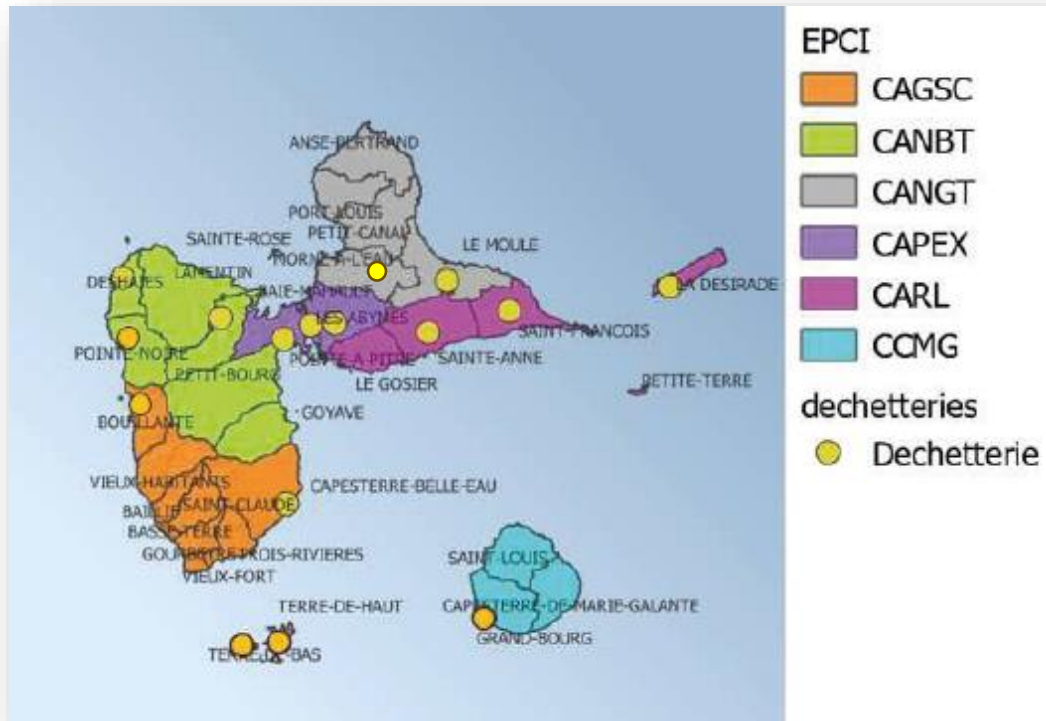 ANSE-BERTRAND
PORT-LOUIS
PETIT-CANAL
SAINTE-ROSE
LE MOULE
MORNE-A-L'EAU
LAMENTIN
DESHAIES
LA DESIRADE
BAIE-MAHAULT
LES ABYMES
SAINT-FRANCOIS
POINTE-NOIRE
POINTE-A-PITRE
SAINTE-ANNE
PETIT-BOURG
LE GOSIER
PETITE-TERRE
GOYAVE
BOUILLANTE
VIEUX-HABITANTS
CAPESTERRE-BELLE-EAU
SAINT-CLAUDE
BAILLIF
BASSE-TERRE
GOURBEYRE
TROIS-RIVIERES
VIEUX-FORT
SAINT-LOUIS
TERRE-DE-HAUT
CAPESTERRE-DE-MARIE-GALANTE
GRAND-BOURG
TERRE-DE-BAS
EPCI
CAGSC
CANBT
CANGT
CAPEX
CARL
CCMG
dechetteries
Dechetterie